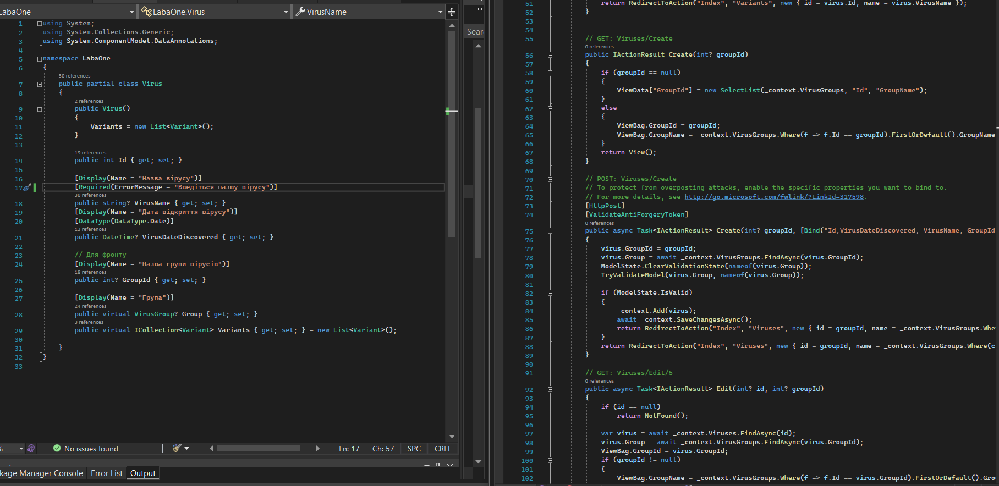 LabaOne
LabaOne.Virus
VirusName
1 using System;
2 using System.Collections.Generic;
3 using System.ComponentModel.DataAnnotations;
4
5 namespace LabaOne
6 {
30 references
7 public partial class Virus
8 {
2 references
9 public Virus()
10 {
11 Variants = new List<Variant>();
12 }
13
19 references
14 public int Id { get; set; }
15
16 [Display(Name = "Назва вірусу")]
17 [Required(ErrorMessage = "Введіться назву вірусу")]
30 references
18 public string? VirusName { get; set; }
19 [Display(Name = "Дата відкриття вірусу")]
20 [DataType(DataType.Date)]
13 references
21 public DateTime? VirusDateDiscovered { get; set; }
22
23 // Для фронту
24 [Display(Name = "Назва групи вірусів")]
18 references
25 public int? GroupId { get; set; }
26
27 [Display(Name = "Група")]
24 references
28 public virtual VirusGroup? Group { get; set; }
3 references
29 public virtual ICollection<Variant> Variants { get; set; } = new List<Variant>();
30
31 }
32 }
33
% No issues found Ln: 17 Ch: 57 SPC CRLF
kage Manager Console Error List Output
Sear
51 return RedirectToAction("Index", "Variants", new { id = virus.Id, name = virus.VirusName });
52 }
53
54
55 // GET: Viruses/Create
0 references
56 public IActionResult Create(int? groupId)
57 {
58 if (groupId == null)
59 {
60 ViewData["GroupId"] = new SelectList(_context.VirusGroups, "Id", "GroupName");
61 }
62 else
63 {
64 ViewBag.GroupId = groupId;
65 ViewBag.GroupName = _context.VirusGroups.Where(f => f.Id == groupId).FirstOrDefault().GroupName
66 }
67 return View();
68 }
69
70 // POST: Viruses/Create
71 // To protect from overposting attacks, enable the specific properties you want to bind to.
72 // For more details, see http://go.microsoft.com/fwlink/?LinkId=317598.
73 [HttpPost]
74 [ValidateAntiForgeryToken]
0 references
75 public async Task<IActionResult> Create(int? groupId, [Bind("Id,VirusDateDiscovered, VirusName, GroupId
76 {
77 virus.GroupId = groupId;
78 virus.Group = await _context.VirusGroups.FindAsync(virus.GroupId);
79 ModelState.ClearValidationState(nameof(virus.Group));
80 TryValidateModel(virus.Group, nameof(virus.Group));
81
82 if (ModelState.IsValid)
83 {
84 _context.Add(virus);
85 await _context.SaveChangesAsync();
86 return RedirectToAction("Index", "Viruses", new { id = groupId, name = _context.VirusGroups.Whe
87 }
88 return RedirectToAction("Index", "Viruses", new { id = groupId, name = _context.VirusGroups.Where(c
89 }
90
91 // GET: Viruses/Edit/5
0 references
92 public async Task<IActionResult> Edit(int? id, int? groupId)
93 {
94 if (id == null)
95 return NotFound();
96
97 var virus = await _context.Viruses.FindAsync(id);
98 virus.Group = await _context.VirusGroups.FindAsync(virus.GroupId);
99 ViewBag.GroupId = virus.GroupId;
100 if (groupId != null)
101 {
102 ViewBag.GroupName = _context.VirusGroups.Where(f => f.Id == virus.GroupId).FirstOrDefault().Gro